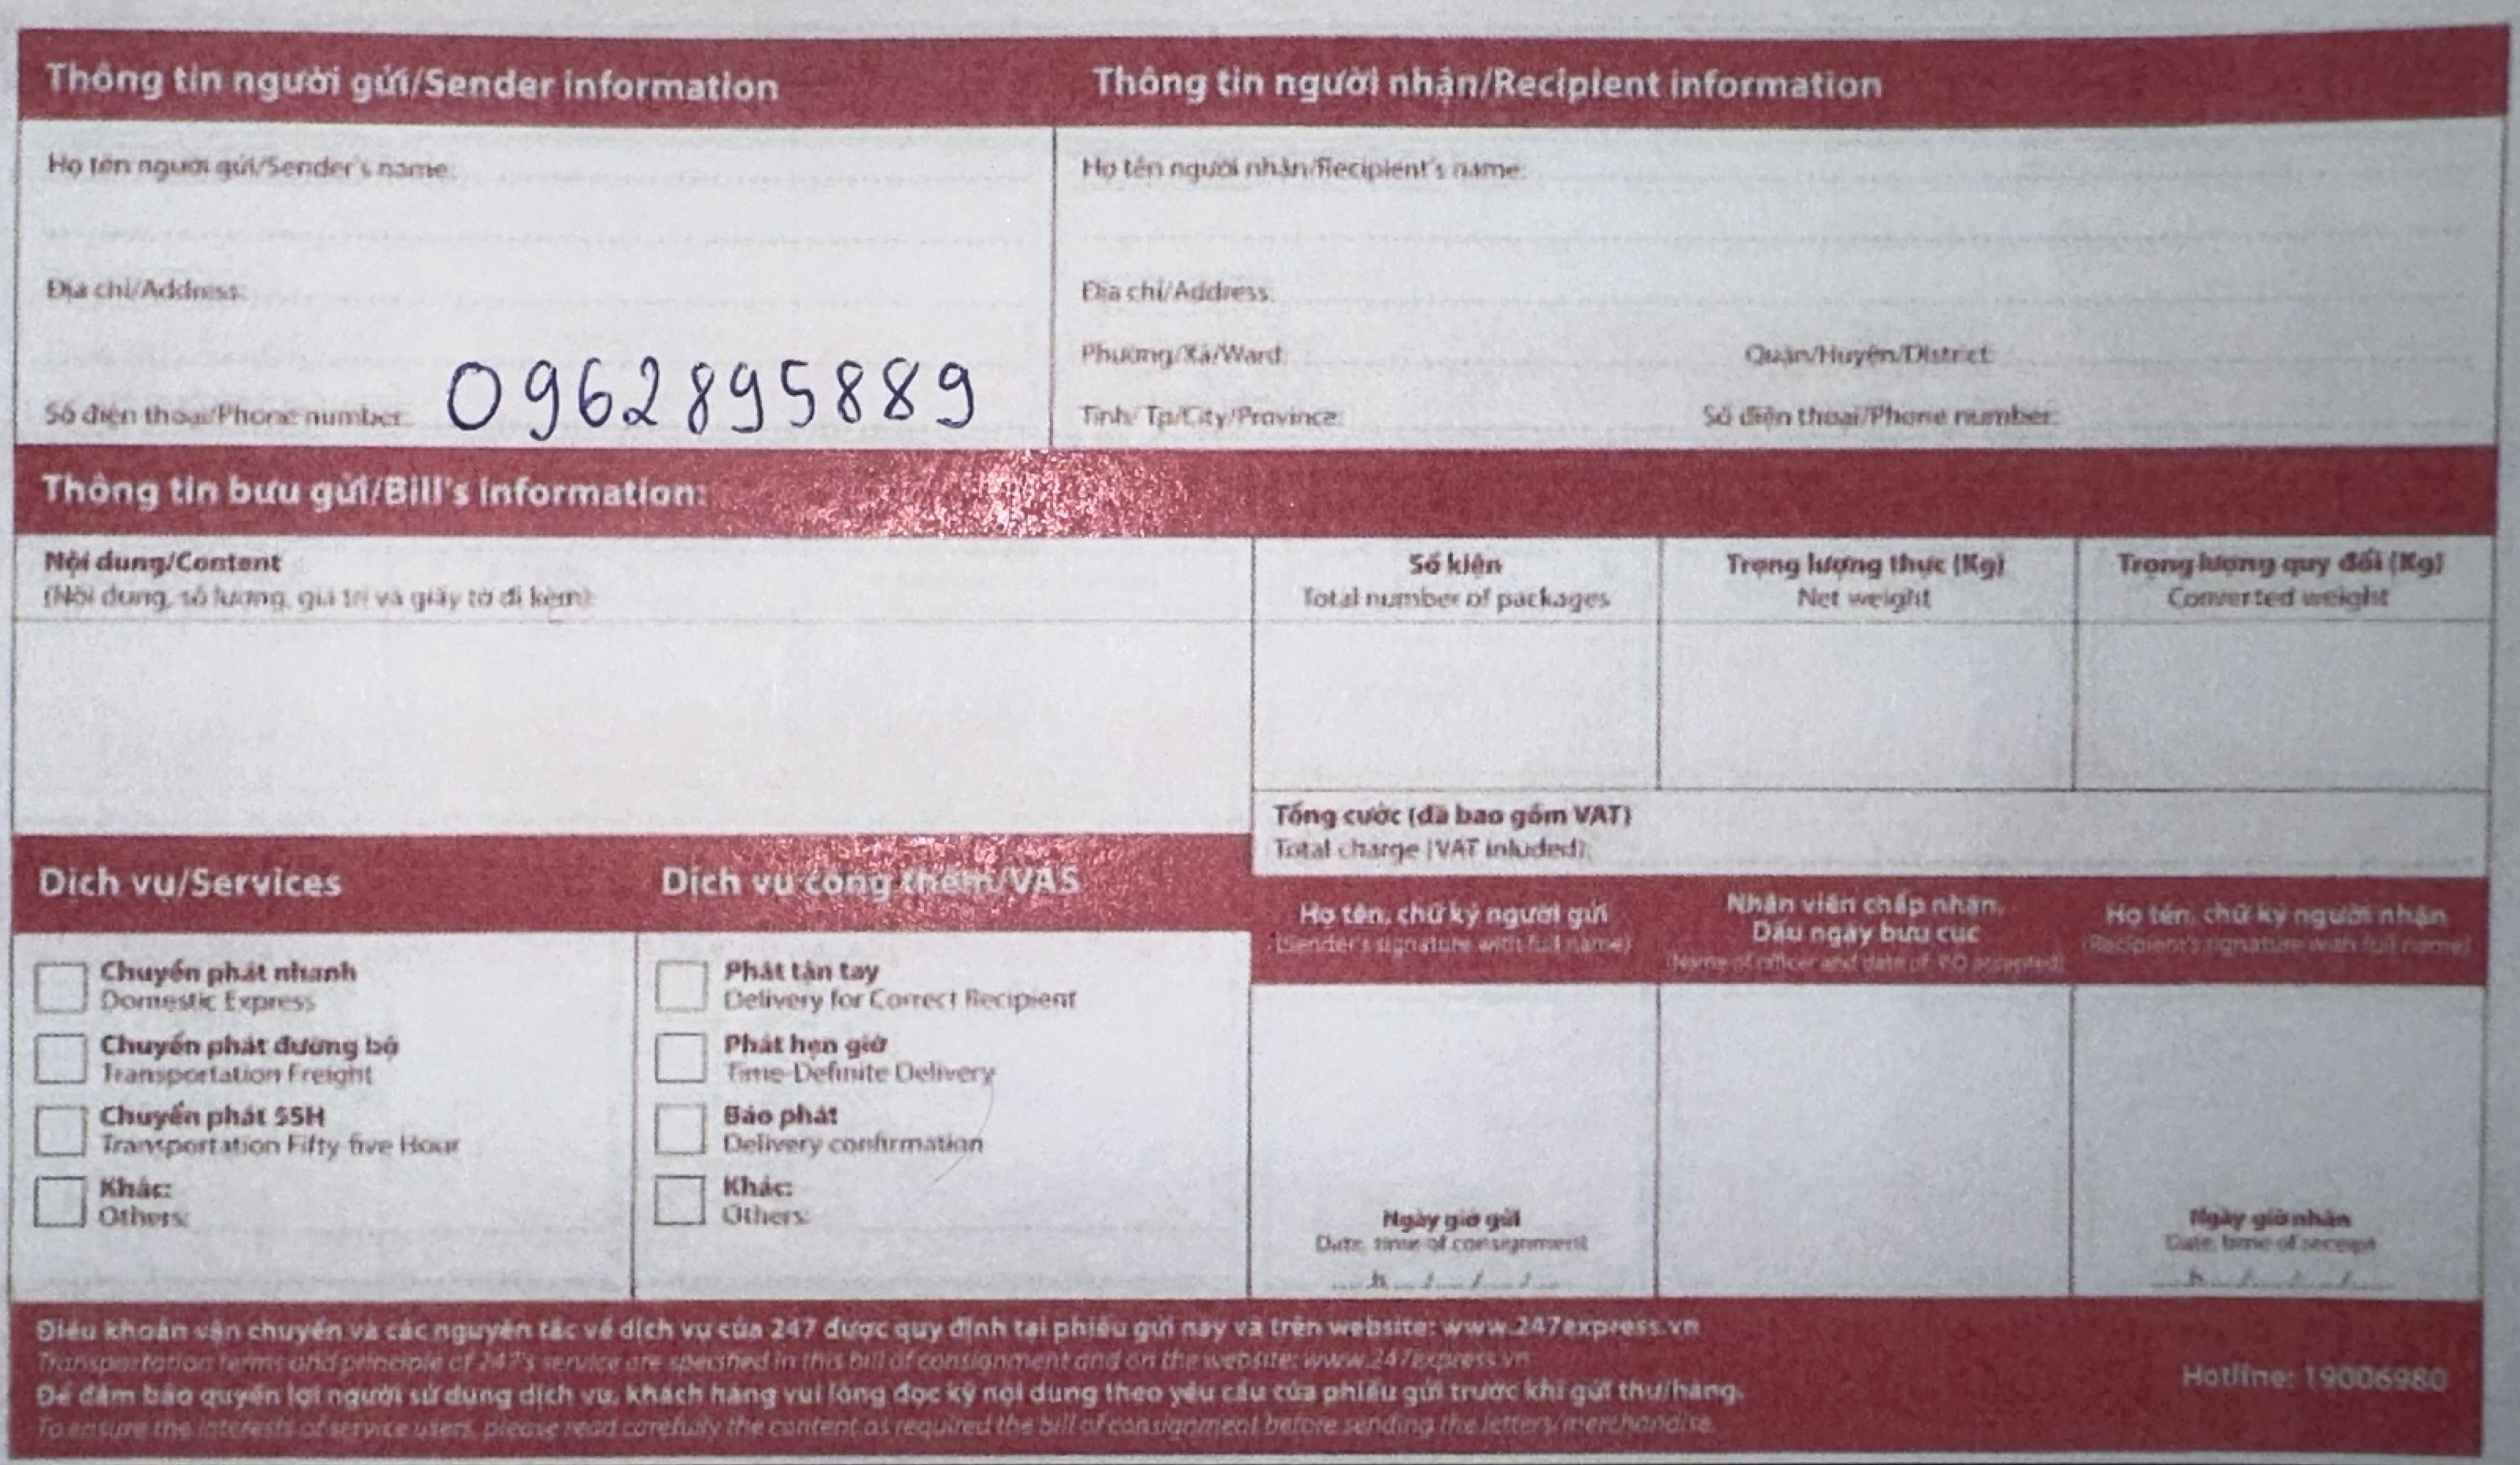 Thông tin người gửi/Sender information
Thông tin người nhận/Recipient information
Họ tên người gửi/Sender's name:
Họ tên người nhận/Recipient's name:
Địa chỉ/Address:
Địa chỉ/Address:
Phường/Xã/Ward:
Quận/Huyện/District:
Số điện thoại/Phone number: 0962895889
Tỉnh/ Tp/City/Province:
Số điện thoại/Phone number:
Thông tin bưu gửi/Bill's information:
Nội dung/Content
(Nội dung, số lượng, giá trị và giấy tờ đi kèm)
Số kiện
Total number of packages
Trọng lượng thực (Kg)
Net weight
Trọng lượng quy đổi (Kg)
Converted weight
Tổng cước (đã bao gồm VAT)
Total charge (VAT inluded):
Dịch vụ/Services
Dịch vụ cộng thêm/VAS
Họ tên, chữ ký người gửi
(Sender's signature with full name)
Nhân viên chấp nhận,
Dấu ngày bưu cục
(Name of officer and date of P.O accepted)
Họ tên, chữ ký người nhận
(Recipient's signature with full name)
Chuyển phát nhanh
Domestic Express
Chuyển phát đường bộ
Transportation Freight
Chuyển phát 55H
Transportation Fifty five Hour
Khác:
Others:
Phát tận tay
Delivery for Correct Recipient
Phát hẹn giờ
Time-Definite Delivery
Báo phát
Delivery confirmation
Khác:
Others:
Ngày giờ gửi
Date, time of consignment
....h..../..../..../....
Ngày giờ nhận
Date, time of receipt
....h..../..../..../....
Điều khoản vận chuyển và các nguyên tắc về dịch vụ của 247 được quy định tại phiếu gửi này và trên website: www.247express.vn
Transportation terms and principle of 247's service are specified in this bill of consignment and on the website: www.247express.vn
Để đảm bảo quyền lợi người sử dụng dịch vụ, khách hàng vui lòng đọc kỹ nội dung theo yêu cầu của phiếu gửi trước khi gửi thư/hàng.
To ensure the interests of service users, please read carefully the content as required the bill of consignment before sending the letters/merchandise.
Hotline: 19006980